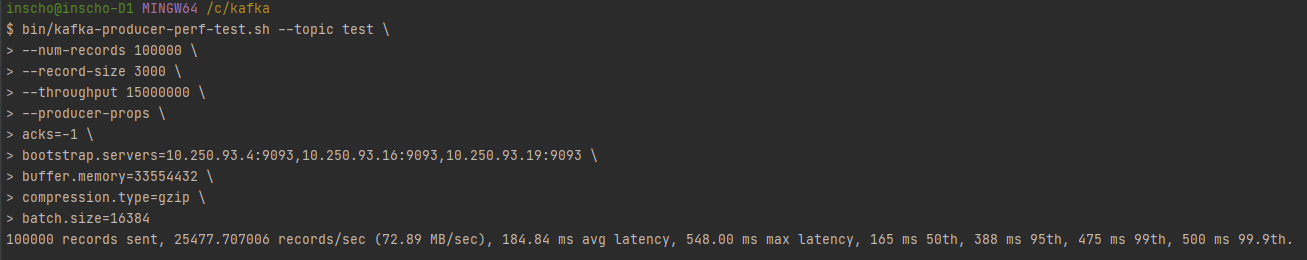 inscho@inscho-D1 MINGW64 /c/kafka
$ bin/kafka-producer-perf-test.sh --topic test \
> --num-records 100000 \
> --record-size 3000 \
> --throughput 15000000 \
> --producer-props \
> acks=-1 \
> bootstrap.servers=10.250.93.4:9093,10.250.93.16:9093,10.250.93.19:9093 \
> buffer.memory=33554432 \
> compression.type=gzip \
> batch.size=16384
100000 records sent, 25477.707006 records/sec (72.89 MB/sec), 184.84 ms avg latency, 548.00 ms max latency, 165 ms 50th, 388 ms 95th, 475 ms 99th, 500 ms 99.9th.